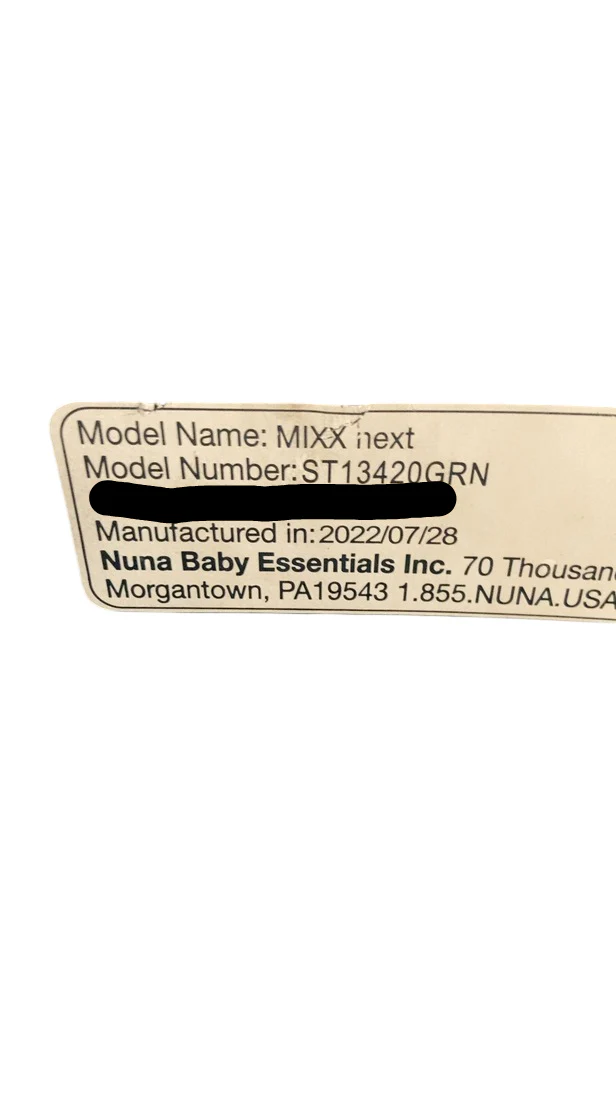 Model Name: MIXX next
Model Number:ST13420GRN
Manufactured in:2022/07/28
Nuna Baby Essentials Inc. 70
Morgantown, PA19543 1.855.NUNA.USA